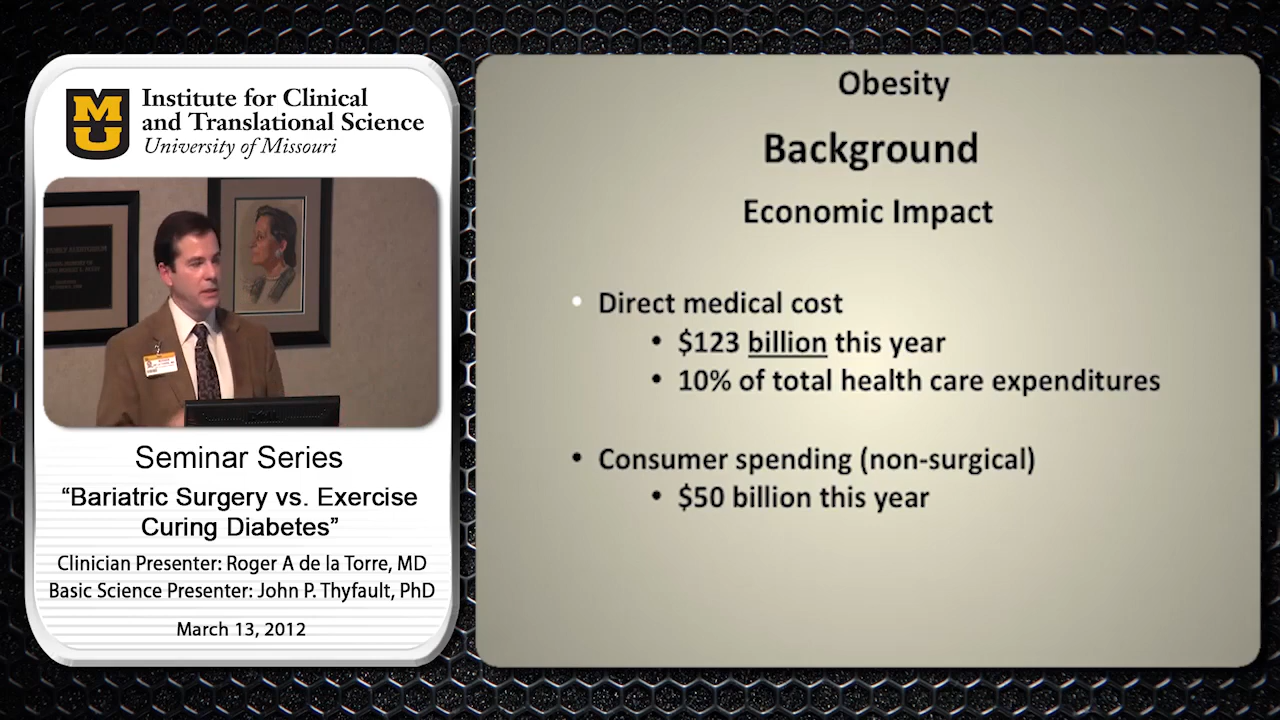 MU
Institute for Clinical
and Translational Science
University of Missouri
Seminar Series
“Bariatric Surgery vs. Exercise
Curing Diabetes”
Clinician Presenter: Roger A de la Torre, MD
Basic Science Presenter: John P. Thyfault, PhD
March 13, 2012
Obesity
Background
Economic Impact
• Direct medical cost
• $123 billion this year
• 10% of total health care expenditures
• Consumer spending (non-surgical)
• $50 billion this year